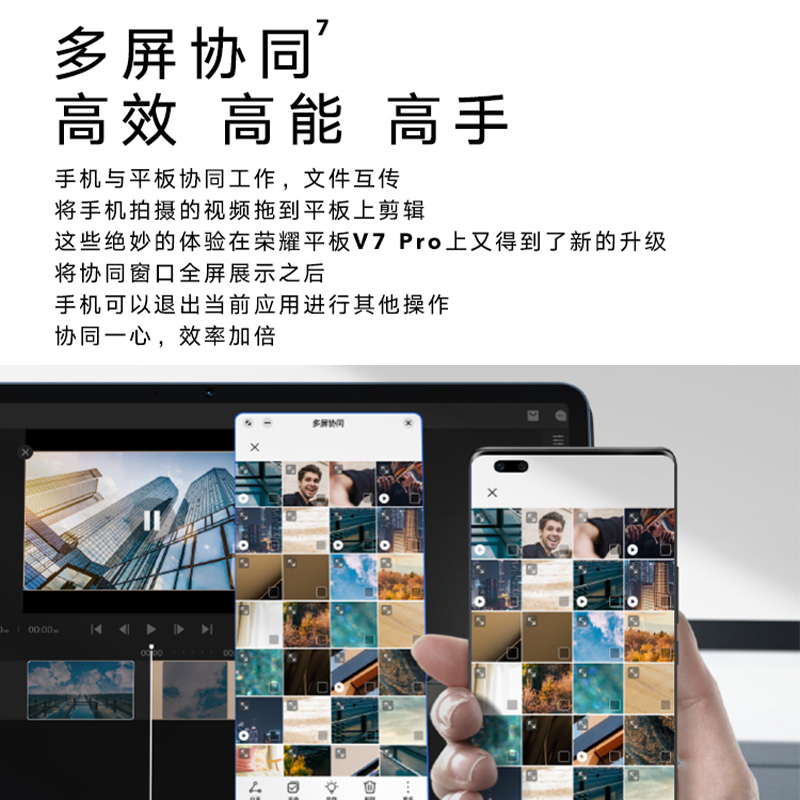 多屏协同7
高效 高能 高手
手机与平板协同工作，文件互传
将手机拍摄的视频拖到平板上剪辑
这些绝妙的体验在荣耀平板V7 Pro上又得到了新的升级
将协同窗口全屏展示之后
手机可以退出当前应用进行其他操作
协同一心，效率加倍
多屏协同
00:00
00:00